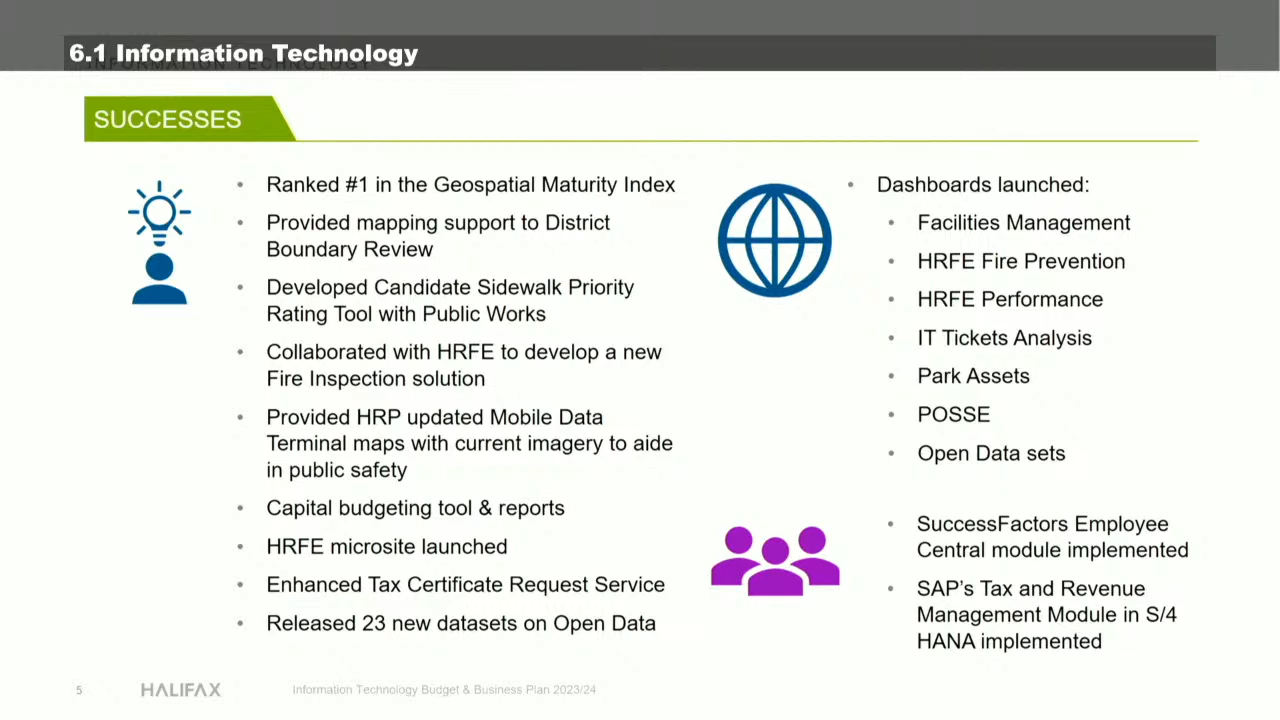 6.1 Information Technology
INFORMATION TECHNOLOGY
SUCCESSES
• Ranked #1 in the Geospatial Maturity Index
• Provided mapping support to District
Boundary Review
• Developed Candidate Sidewalk Priority
Rating Tool with Public Works
• Collaborated with HRFE to develop a new
Fire Inspection solution
• Provided HRP updated Mobile Data
Terminal maps with current imagery to aide
in public safety
• Capital budgeting tool & reports
• HRFE microsite launched
• Enhanced Tax Certificate Request Service
• Released 23 new datasets on Open Data
• Dashboards launched:
• Facilities Management
• HRFE Fire Prevention
• HRFE Performance
• IT Tickets Analysis
• Park Assets
• POSSE
• Open Data sets
• SuccessFactors Employee
Central module implemented
• SAP's Tax and Revenue
Management Module in S/4
HANA implemented
5
HALIFAX
Information Technology Budget & Business Plan 2023/24